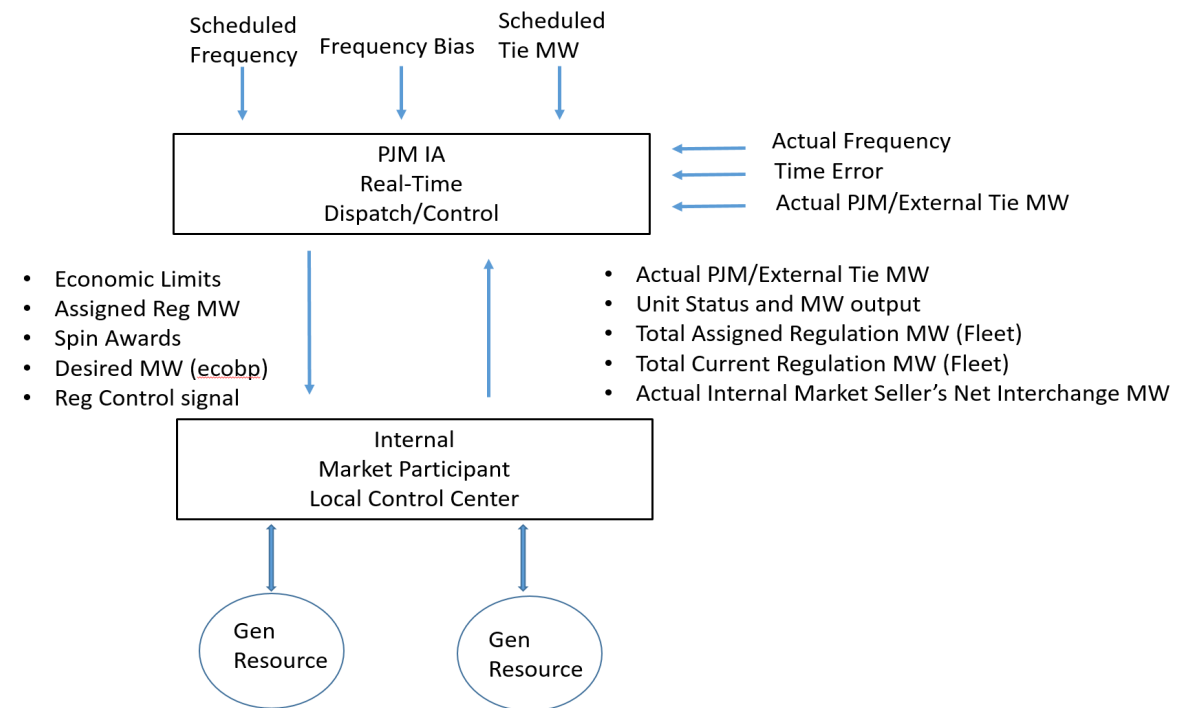 Scheduled
Frequency
Frequency Bias
Scheduled
Tie MW
PJM IA
Real-Time
Dispatch/Control
Actual Frequency
Time Error
Actual PJM/External Tie MW
• Economic Limits
• Assigned Reg MW
• Spin Awards
• Desired MW (ecobp)
• Reg Control signal
• Actual PJM/External Tie MW
• Unit Status and MW output
• Total Assigned Regulation MW (Fleet)
• Total Current Regulation MW (Fleet)
• Actual Internal Market Seller’s Net Interchange MW
Internal
Market Participant
Local Control Center
Gen
Resource
Gen
Resource